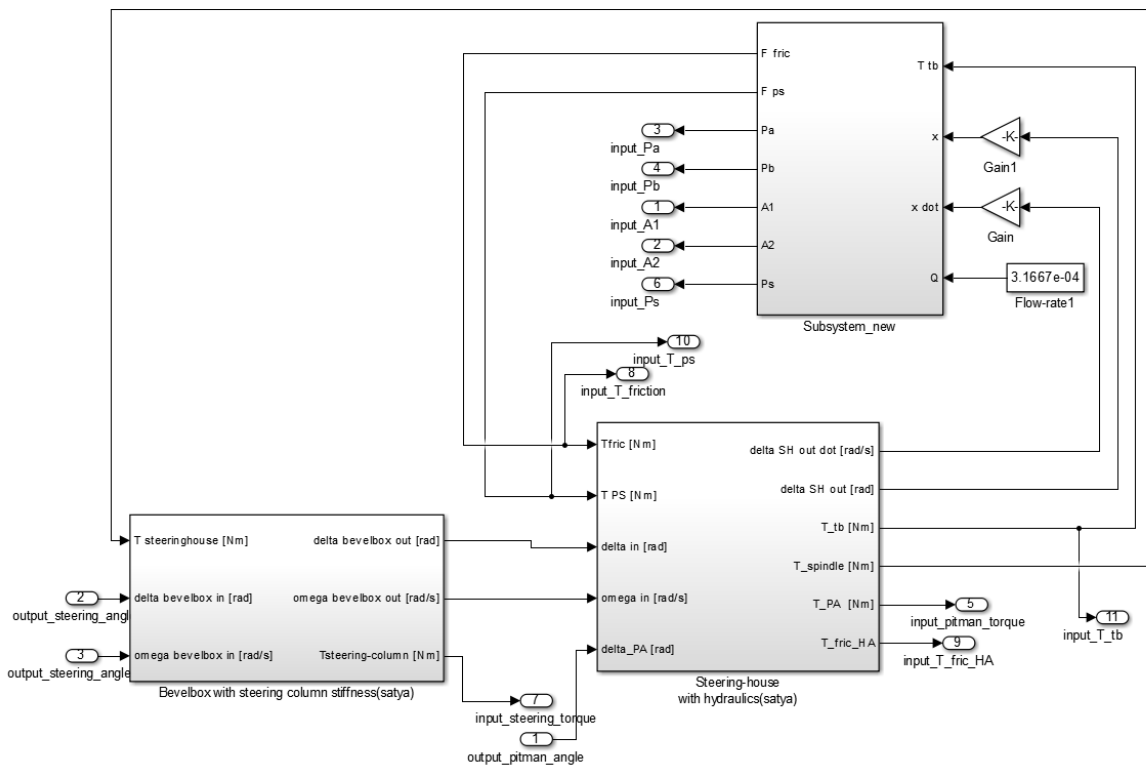 F fric
F ps
Pa
Pb
A1
A2
Ps
T tb
x
x dot
Q
Subsystem_new
3
input_Pa
4
input_Pb
1
input_A1
2
input_A2
6
input_Ps
-K-
Gain1
-K-
Gain
3.1667e-04
Flow-rate1
10
input_T_ps
8
input_T_friction
Tfric [Nm]
T PS [Nm]
delta in [rad]
omega in [rad/s]
delta_PA [rad]
delta SH out dot [rad/s]
delta SH out [rad]
T_tb [Nm]
T_spindle [Nm]
T_PA [Nm]
T_fric_HA
Steering-house
with hydraulics(satya)
T steeringhouse [Nm]
delta bevelbox in [rad]
omega bevelbox in [rad/s]
delta bevelbox out [rad]
omega bevelbox out [rad/s]
Tsteering-column [Nm]
Bevelbox with steering column stiffness(satya)
2
output_steering_angle
3
output_steering_angle
7
input_steering_torque
1
output_pitman_angle
5
input_pitman_torque
9
input_T_fric_HA
11
input_T_tb